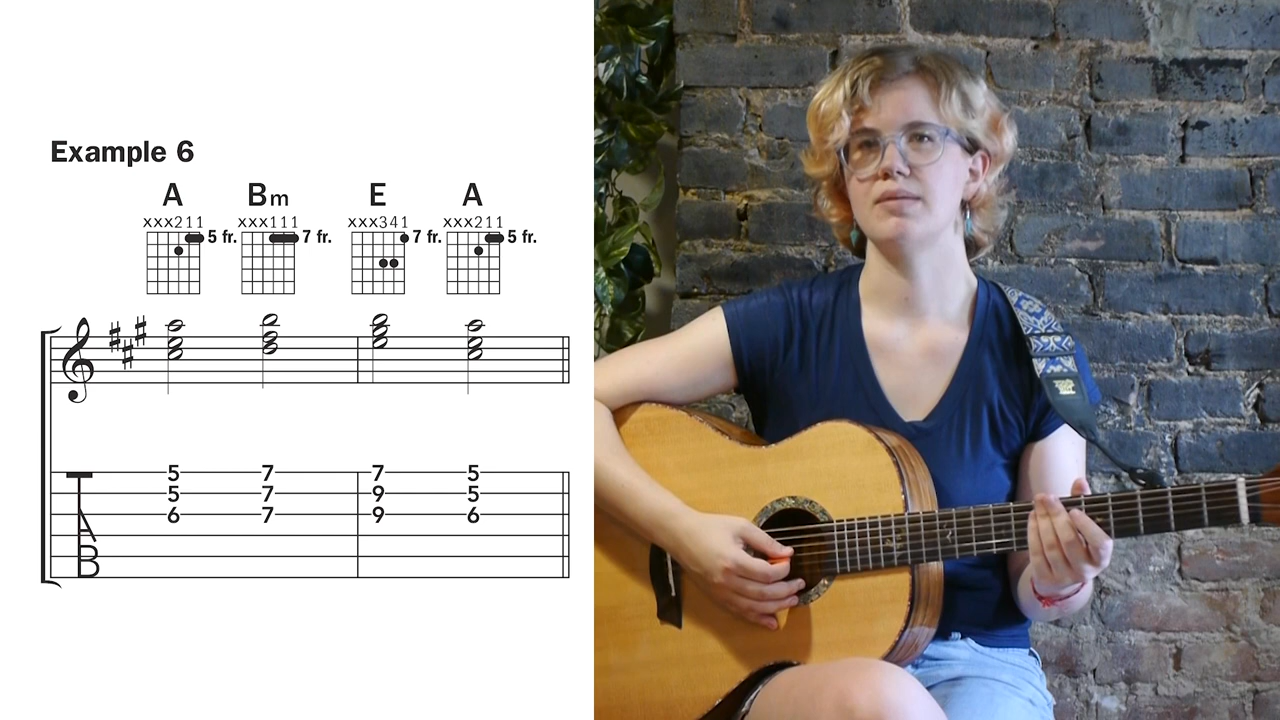 Example 6
A Bm E A
xxx211 xxx111 xxx341 xxx211
5 fr. 7 fr. 7 fr. 5 fr.
TAB
5 7 7 5
5 7 9 5
6 7 9 6